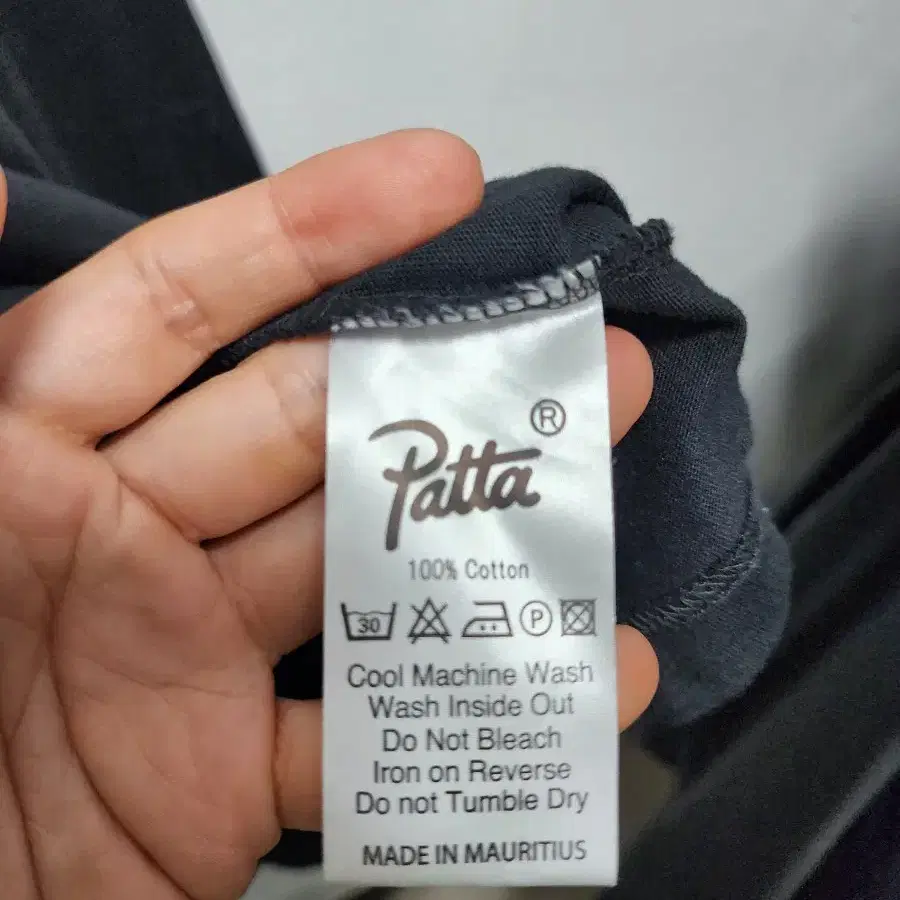 Patta®
100% Cotton
30 P
Cool Machine Wash
Wash Inside Out
Do Not Bleach
Iron on Reverse
Do not Tumble Dry
MADE IN MAURITIUS